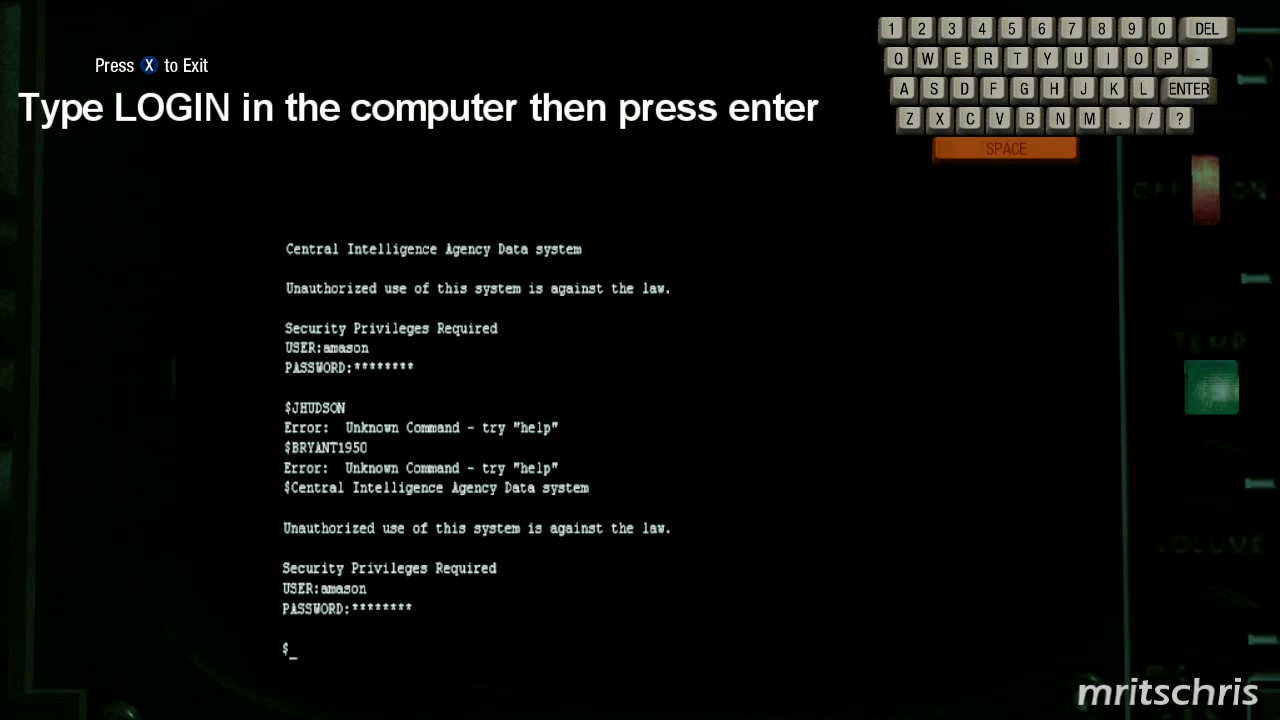 1 2 3 4 5 6 7 8 9 0 DEL
Q W E R T Y U I O P -
A S D F G H J K L ENTER
Z X C V B N M . / ?
SPACE
Press X to Exit
Type LOGIN in the computer then press enter
OFF ON
TEMP
VOLUME
Central Intelligence Agency Data system
Unauthorized use of this system is against the law.
Security Privileges Required
USER:amason
PASSWORD:********
$JHUDSON
Error: Unknown Command - try "help"
$BRYANT1950
Error: Unknown Command - try "help"
$Central Intelligence Agency Data system
Unauthorized use of this system is against the law.
Security Privileges Required
USER:amason
PASSWORD:********
$_
mritschris